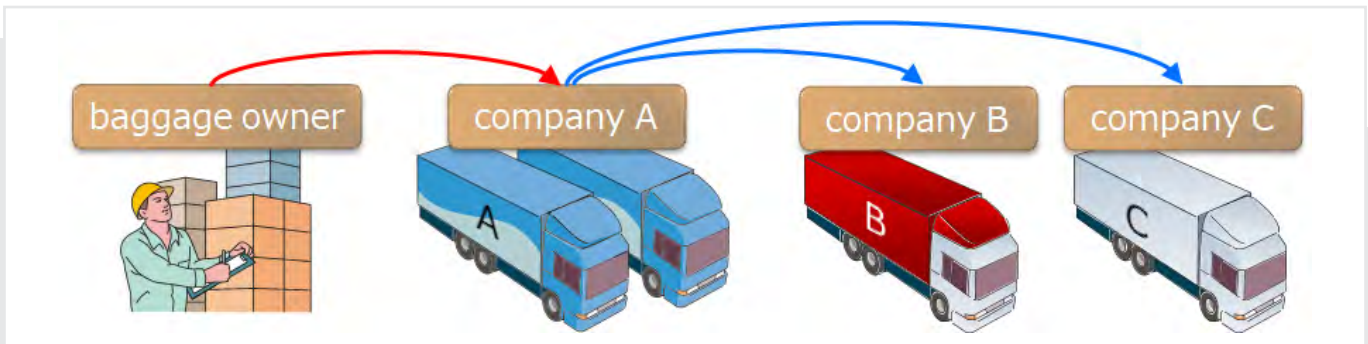 baggage owner
company A
company B
company C
A
B
C